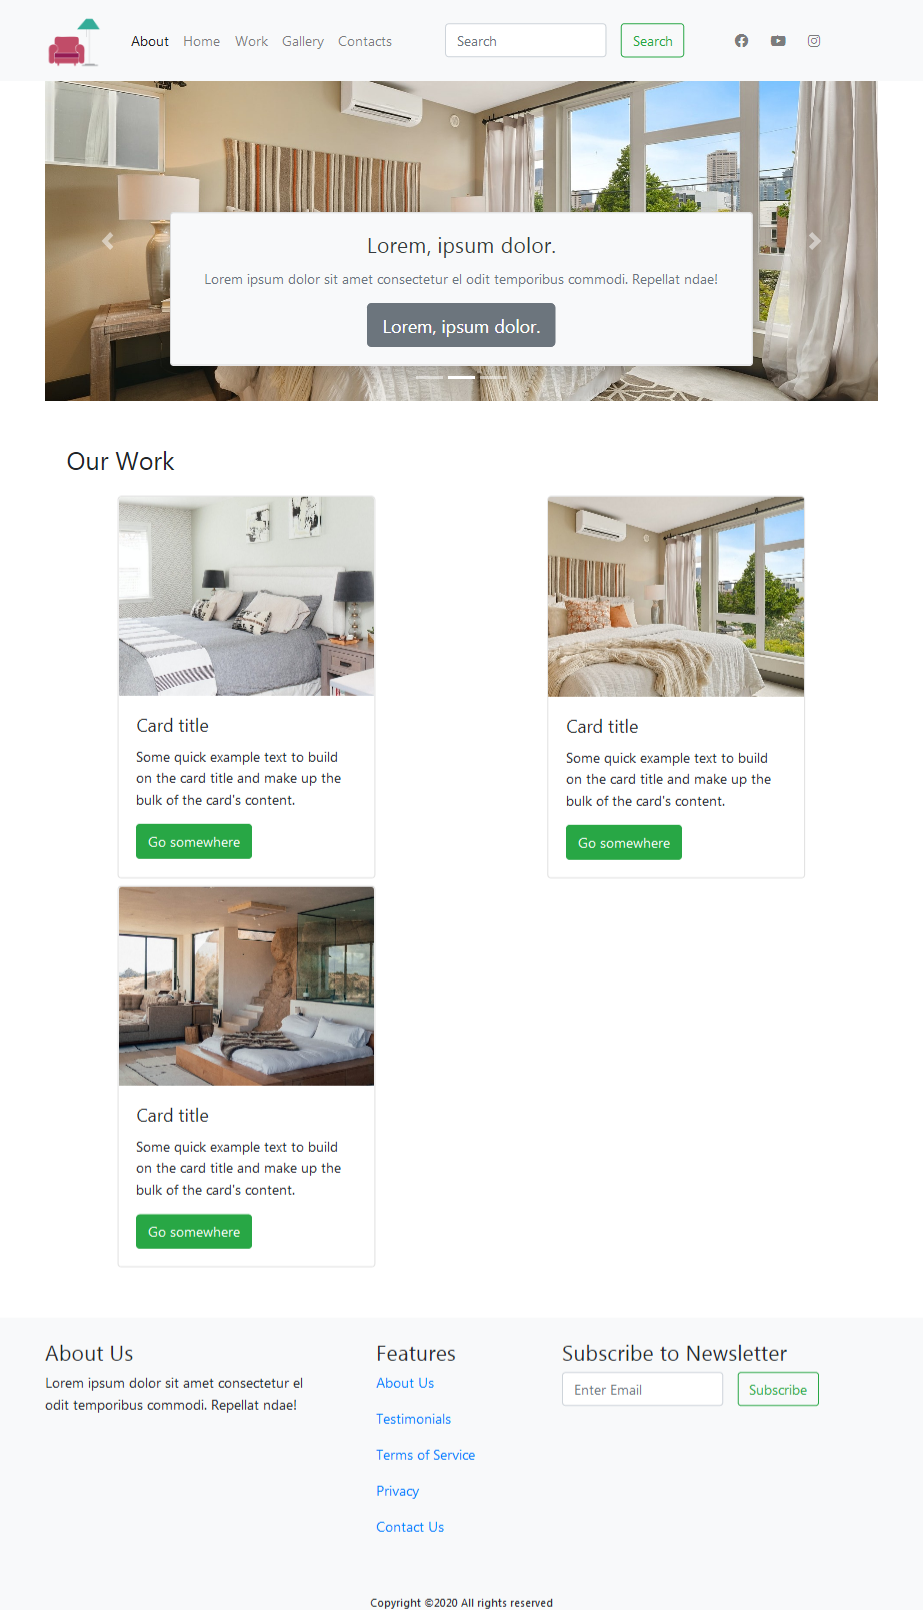 About Home Work Gallery Contacts Search Search
Lorem, ipsum dolor.
Lorem ipsum dolor sit amet consectetur el odit temporibus commodi. Repellat ndae!
Lorem, ipsum dolor.
Our Work
Card title
Some quick example text to build
on the card title and make up the
bulk of the card's content.
Go somewhere
Card title
Some quick example text to build
on the card title and make up the
bulk of the card's content.
Go somewhere
Card title
Some quick example text to build
on the card title and make up the
bulk of the card's content.
Go somewhere
About Us
Lorem ipsum dolor sit amet consectetur el
odit temporibus commodi. Repellat ndae!
Features
About Us
Testimonials
Terms of Service
Privacy
Contact Us
Subscribe to Newsletter
Enter Email Subscribe
Copyright ©2020 All rights reserved